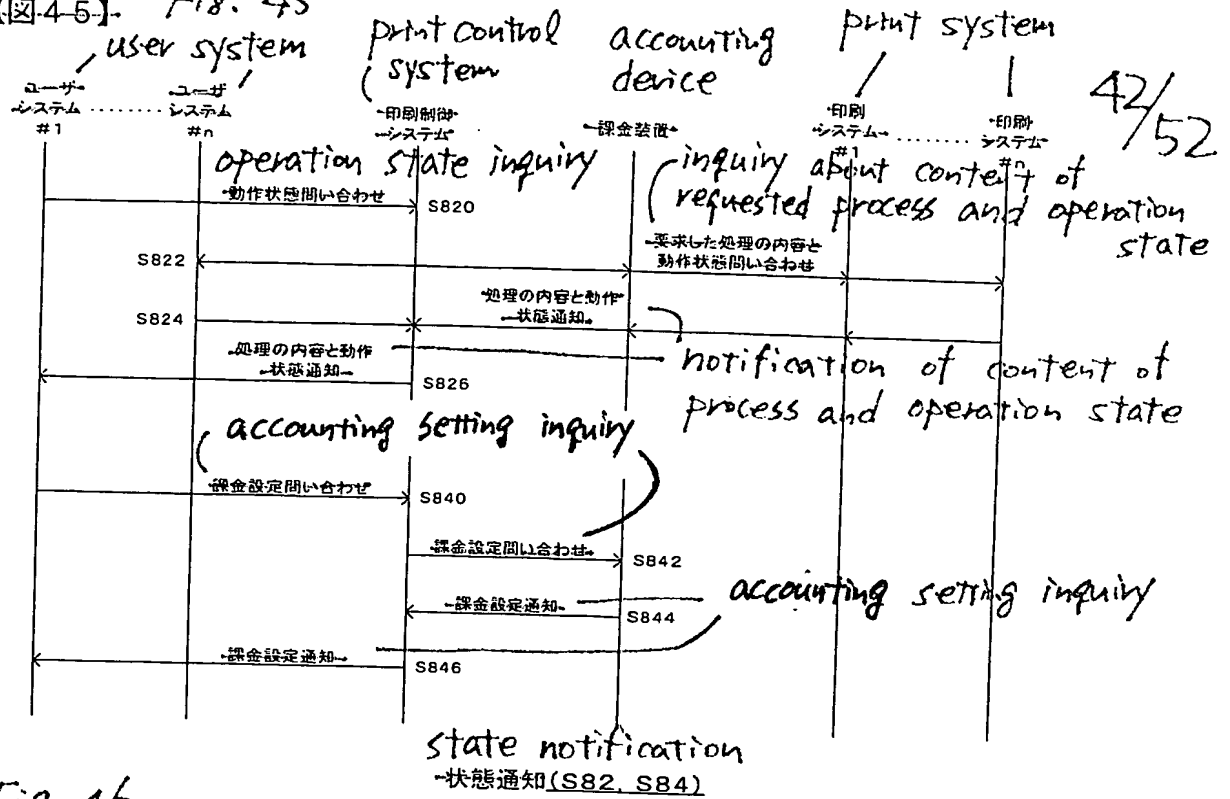 【図45】 Fig. 45
user system
print control
system
accounting
device
print system
42/52
ユーザ
システム
#1
........
ユーザ
システム
#n
印刷制御
システム
課金装置
印刷
システム
#1
........
印刷
システム
#n
operation state inquiry
動作状態問い合わせ
S820
inquiry about content of
requested process and operation
state
要求した処理の内容と
動作状態問い合わせ
S822
処理の内容と動作
状態通知
S824
処理の内容と動作
状態通知
S826
notification of content of
process and operation state
accounting setting inquiry
課金設定問い合わせ
S840
課金設定問い合わせ
S842
課金設定通知
S844
accounting setting inquiry
課金設定通知
S846
state notification
状態通知(S82, S84)